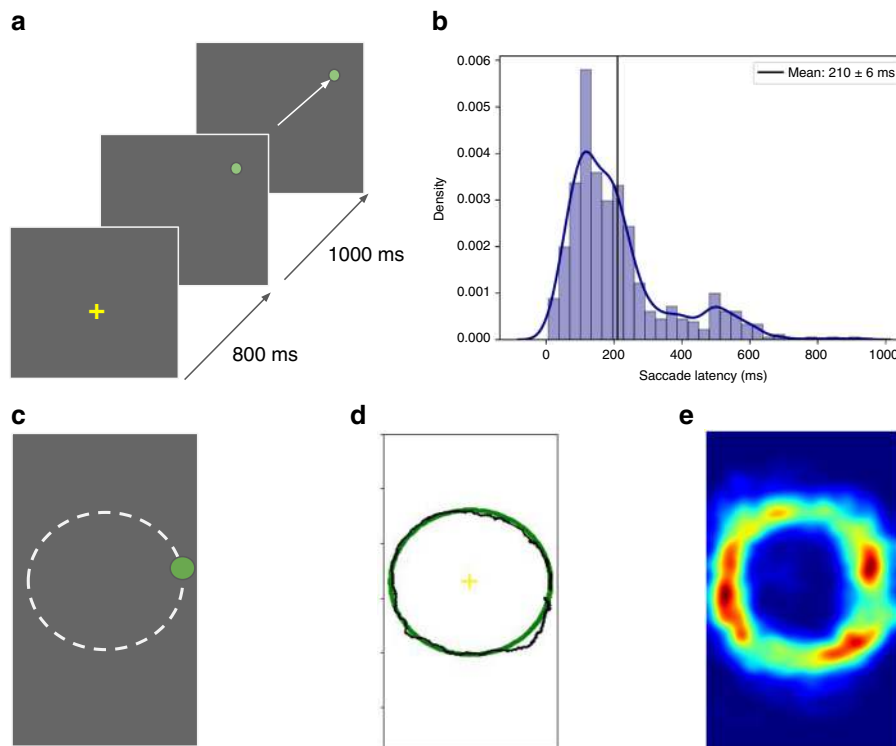 a
800 ms
1000 ms
b
Mean: 210 ± 6 ms
0.006
0.005
0.004
0.003
0.002
0.001
0.000
Density
0
200
400
600
800
1000
Saccade latency (ms)
c
d
e